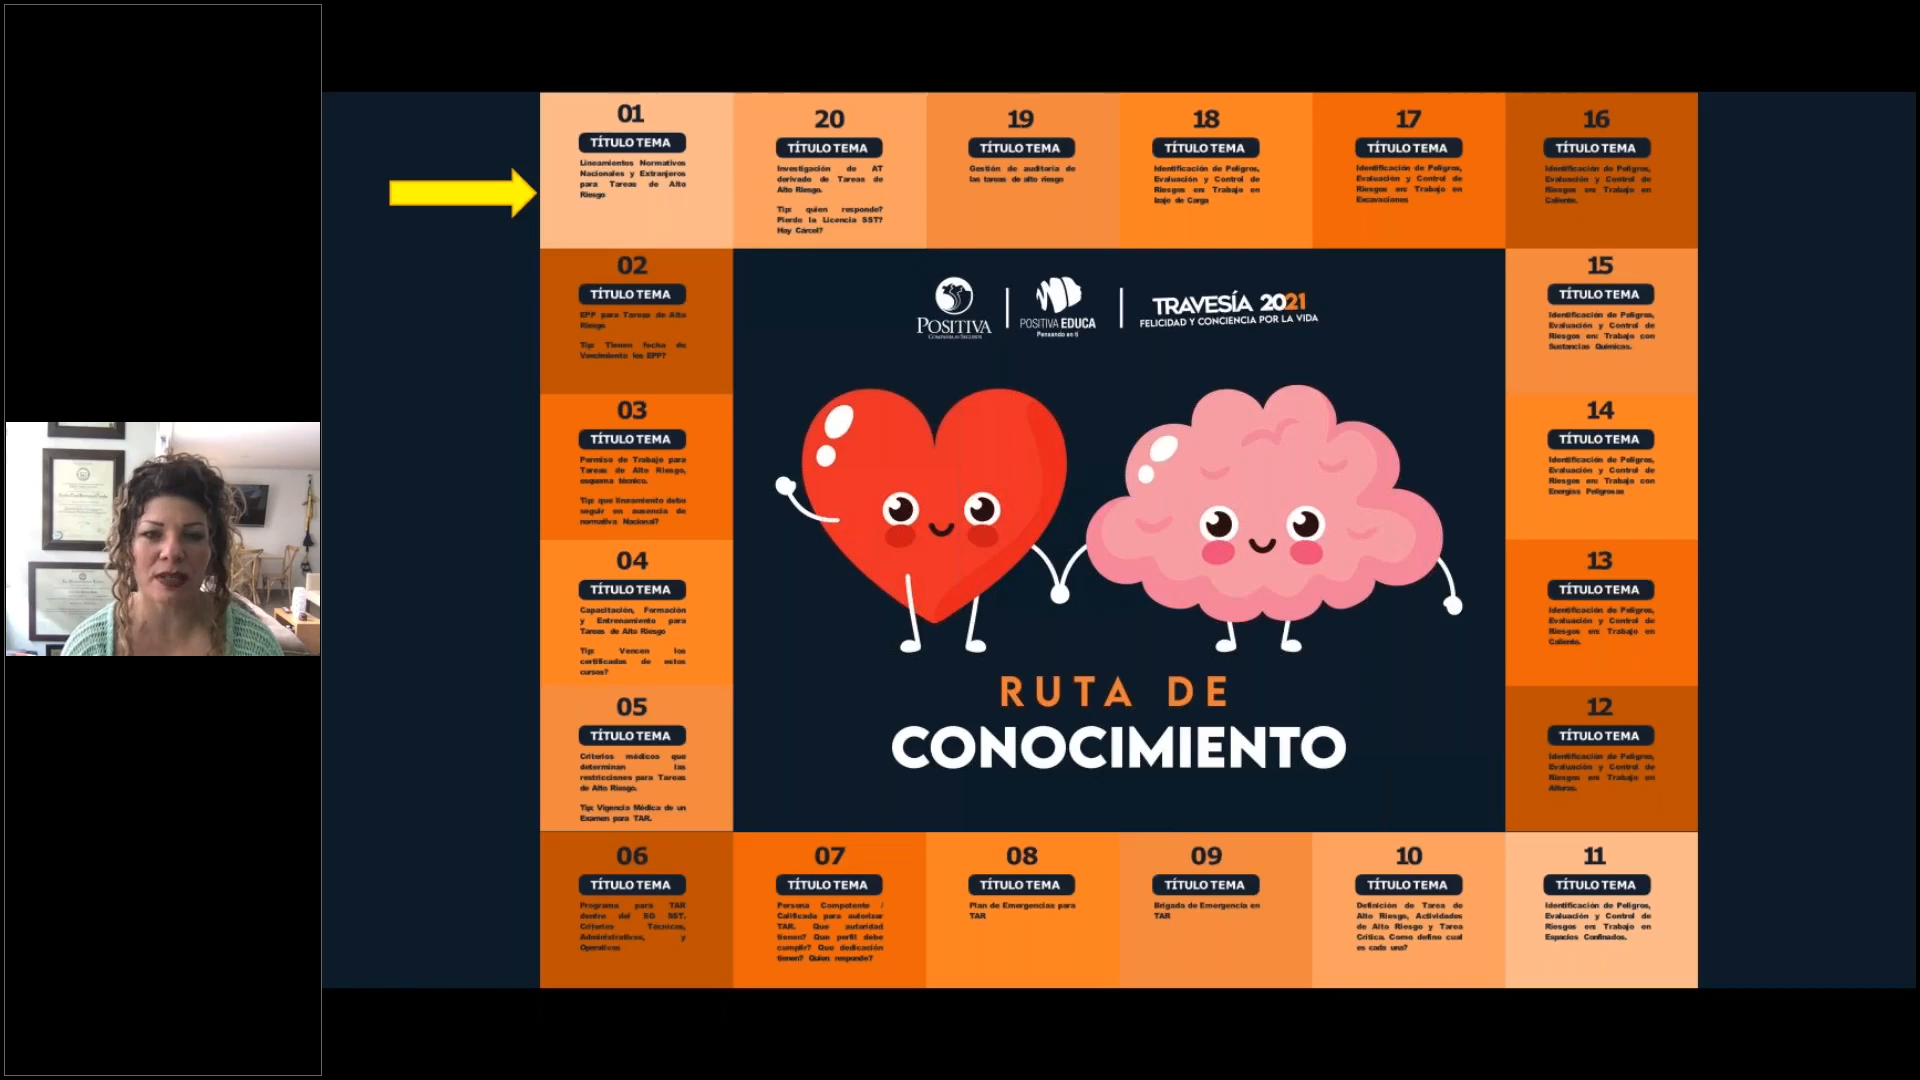 01
TÍTULO TEMA
Lineamientos Normativos
Nacionales y Extranjeros
para Tareas de Alto
Riesgo
20
TÍTULO TEMA
Investigación de AT
derivado de Tareas de
Alto Riesgo.
Tip: quien responde?
Pierde la Licencia SST?
Hay Cárcel?
19
TÍTULO TEMA
Gestión de auditoria de
las tareas de alto riesgo
18
TÍTULO TEMA
Identificación de Peligros,
Evaluación y Control de
Riesgos en: Trabajo en
Izaje de Carga
17
TÍTULO TEMA
Identificación de Peligros,
Evaluación y Control de
Riesgos en: Trabajo en
Excavaciones
16
TÍTULO TEMA
Identificación de Peligros,
Evaluación y Control de
Riesgos en: Trabajo en
Caliente.
02
TÍTULO TEMA
EPP para Tareas de Alto
Riesgo
Tip: Tienen fecha de
Vencimiento los EPP?
03
TÍTULO TEMA
Permiso de Trabajo para
Tareas de Alto Riesgo,
esquema técnico.
Tip: que lineamiento debo
seguir en ausencia de
normativa Nacional?
04
TÍTULO TEMA
Capacitación, Formación
y Entrenamiento para
Tareas de Alto Riesgo
Tip: Vencen los
certificados de estos
cursos?
05
TÍTULO TEMA
Criterios médicos que
determinan las
restricciones para Tareas
de Alto Riesgo.
Tip: Vigencia Médica de un
Examen para TAR.
POSITIVA
COMPAÑÍA DE SEGUROS
POSITIVA EDUCA
Pensando en ti
TRAVESÍA 2021
FELICIDAD Y CONCIENCIA POR LA VIDA
RUTA DE
CONOCIMIENTO
15
TÍTULO TEMA
Identificación de Peligros,
Evaluación y Control de
Riesgos en: Trabajo con
Sustancias Químicas.
14
TÍTULO TEMA
Identificación de Peligros,
Evaluación y Control de
Riesgos en: Trabajo con
Energías Peligrosas
13
TÍTULO TEMA
Identificación de Peligros,
Evaluación y Control de
Riesgos en: Trabajo en
Caliente.
12
TÍTULO TEMA
Identificación de Peligros,
Evaluación y Control de
Riesgos en: Trabajo en
Alturas.
06
TÍTULO TEMA
Programa para TAR
dentro del SG SST.
Criterios Técnicos,
Administrativos, y
Operativos
07
TÍTULO TEMA
Persona Competente /
Calificada para autorizar
TAR. Que autoridad
tienen? Que perfil debe
cumplir? Que dedicación
tienen? Quien responde?
08
TÍTULO TEMA
Plan de Emergencias para
TAR
09
TÍTULO TEMA
Brigada de Emergencia en
TAR
10
TÍTULO TEMA
Definición de Tarea de
Alto Riesgo, Actividades
de Alto Riesgo y Tarea
Crítica. Como defino cual
es cada una?
11
TÍTULO TEMA
Identificación de Peligros,
Evaluación y Control de
Riesgos en: Trabajo en
Espacios Confinados.